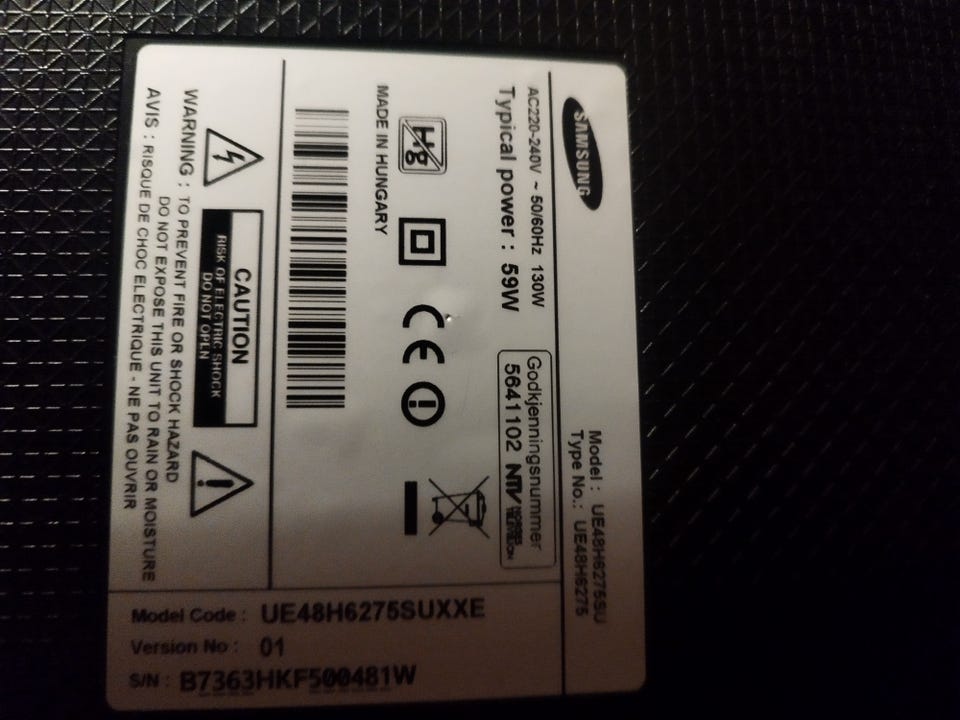 SAMSUNG
Model : UE48H6275SU
Type No.: UE48H6275
AC220-240V ~ 50/60Hz 130W
Typical power : 59W
Godkjenningsnummer
5641102 NTV
Hg
CE
MADE IN HUNGARY
CAUTION
RISK OF ELECTRIC SHOCK
DO NOT OPEN
WARNING : TO PREVENT FIRE OR SHOCK HAZARD
DO NOT EXPOSE THIS UNIT TO RAIN OR MOISTURE
AVIS : RISQUE DE CHOC ELECTRIQUE - NE PAS OUVRIR
Model Code : UE48H6275SUXXE
Version No : 01
S/N : B7363HKF500481W